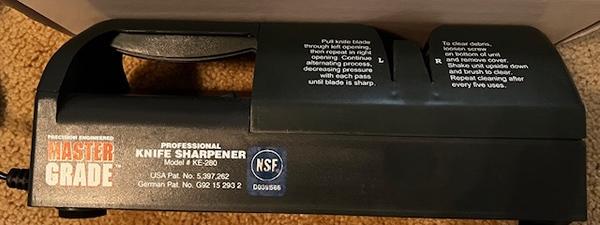 Pull knife blade
through left opening,
then repeat in right
opening. Continue
alternating process,
decreasing pressure
with each pass
until blade is sharp.
L
R
To clear debris,
loosen screw
on bottom of unit
and remove cover.
Shake unit upside down
and brush to clear.
Repeat cleaning after
every five uses.
PRECISION ENGINEERED
MASTER
GRADE™
PROFESSIONAL
KNIFE SHARPENER
Model # KE-280
USA Pat. No. 5,397,262
German Pat. No. G92 15 293 2
NSF